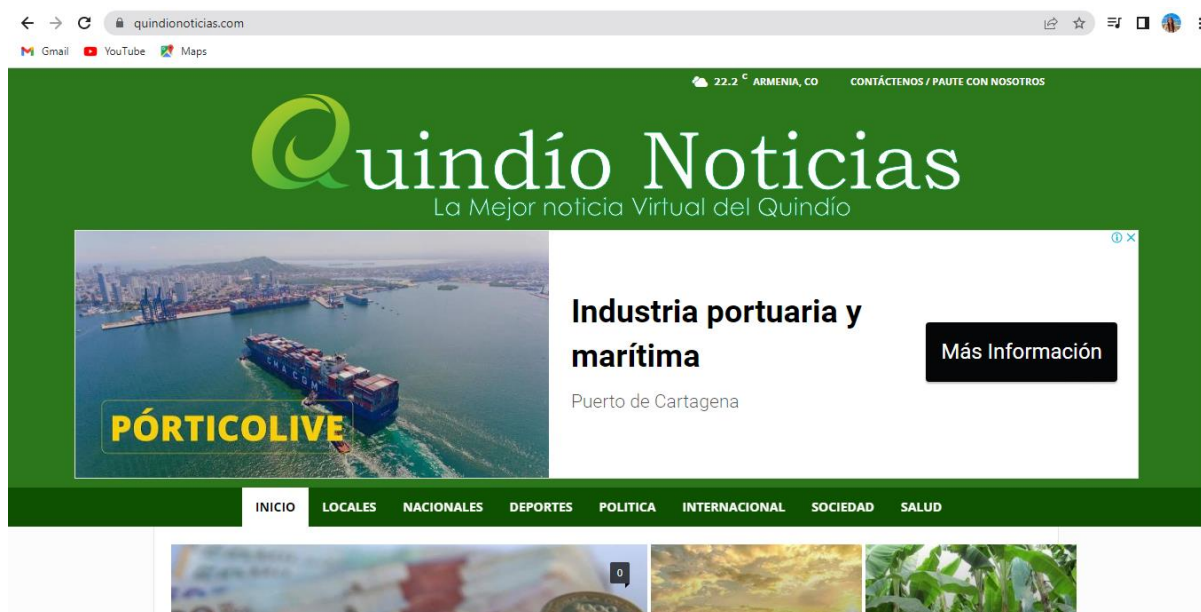 quindionoticias.com
Gmail YouTube Maps
22.2 C ARMENIA, CO CONTÁCTENOS / PAUTE CON NOSOTROS
Quindío Noticias
La Mejor noticia Virtual del Quindío
Industria portuaria y
marítima
Más Información
Puerto de Cartagena
CMA CGM
PÓRTICOLIVE
INICIO LOCALES NACIONALES DEPORTES POLITICA INTERNACIONAL SOCIEDAD SALUD
0